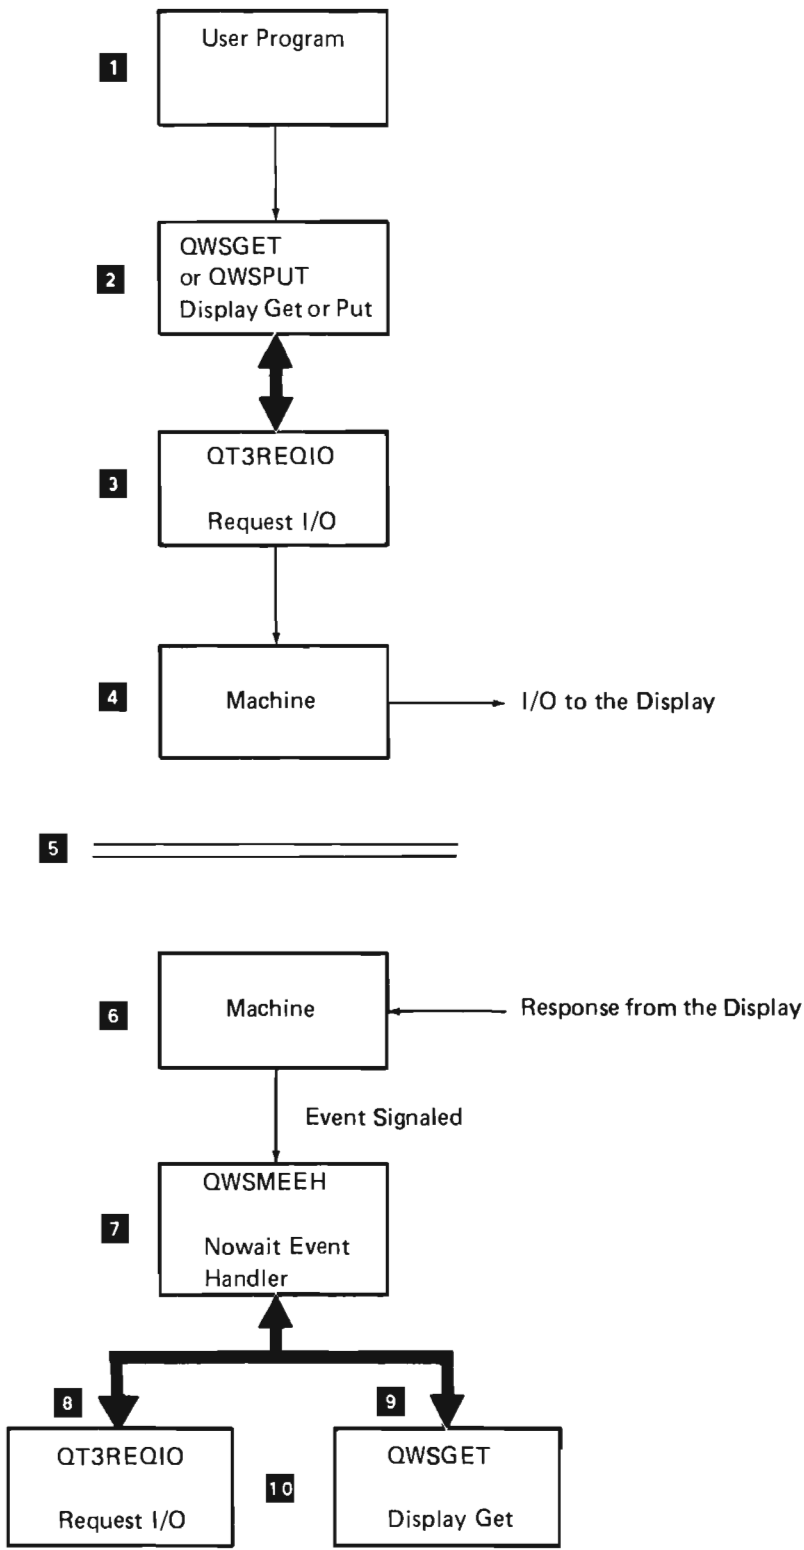 User Program
1
QWSGET
or QWSPUT
2
Display Get or Put
QT3REQIO
3
Request I/O
4
Machine
I/O to the Display
5
6
Machine
Response from the Display
Event Signaled
QWSMEEH
7
Nowait Event
Handler
8
9
QT3REQIO
QWSGET
10
Request I/O
Display Get